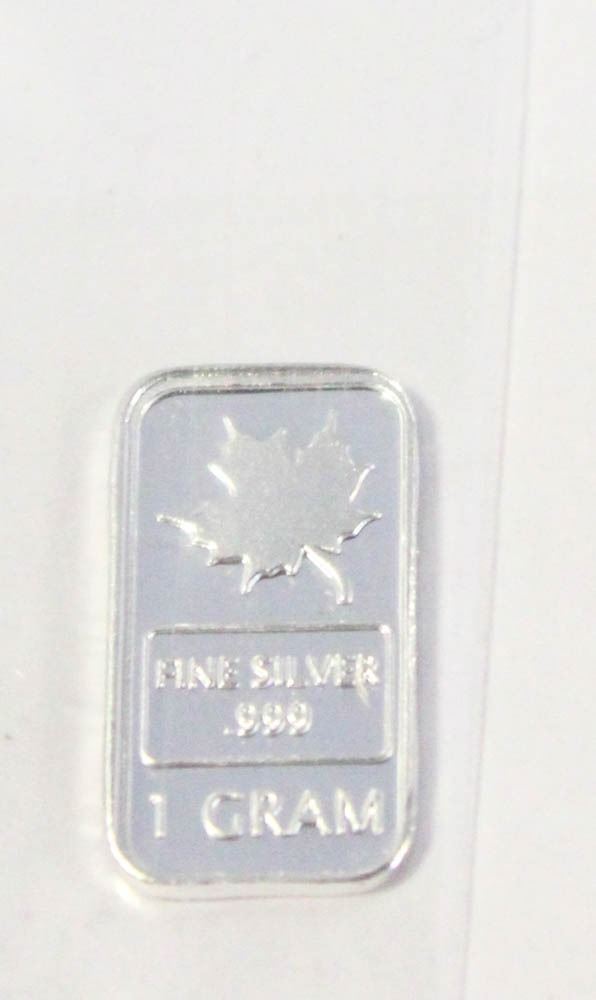 FINE SILVER
.999
1 GRAM